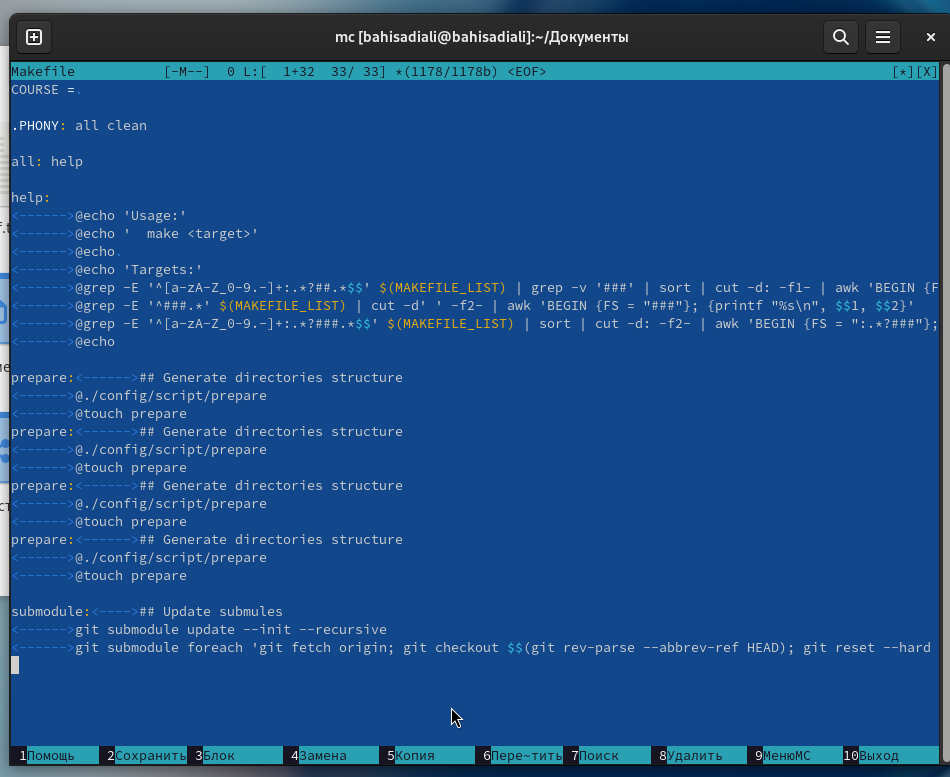 mc [bahisadiali@bahisadiali]:~/Документы
Makefile [-M--] 0 L:[ 1+32 33/ 33] *(1178/1178b) <EOF> [*][X]
COURSE =.
.PHONY: all clean
all: help
help:
<------>@echo 'Usage:'
<------>@echo '  make <target>'
<------>@echo.
<------>@echo 'Targets:'
<------>@grep -E '^[a-zA-Z_0-9.-]+:.*?##.*$$' $(MAKEFILE_LIST) | grep -v '###' | sort | cut -d: -f1- | awk 'BEGIN {F
<------>@grep -E '^###.*' $(MAKEFILE_LIST) | cut -d' ' -f2- | awk 'BEGIN {FS = "###"}; {printf "%s\n", $$1, $$2}'
<------>@grep -E '^[a-zA-Z_0-9.-]+:.*?###.*$$' $(MAKEFILE_LIST) | sort | cut -d: -f2- | awk 'BEGIN {FS = ":.*?###"};
<------>@echo
prepare:<------>## Generate directories structure
<------>@./config/script/prepare
<------>@touch prepare
prepare:<------>## Generate directories structure
<------>@./config/script/prepare
<------>@touch prepare
prepare:<------>## Generate directories structure
<------>@./config/script/prepare
<------>@touch prepare
prepare:<------>## Generate directories structure
<------>@./config/script/prepare
<------>@touch prepare
submodule:<---->## Update submules
<------>git submodule update --init --recursive
<------>git submodule foreach 'git fetch origin; git checkout $$(git rev-parse --abbrev-ref HEAD); git reset --hard
1Помощь 2Сохранить 3Блок 4Замена 5Копия 6Пере~тить 7Поиск 8Удалить 9МенюMC 10Выход